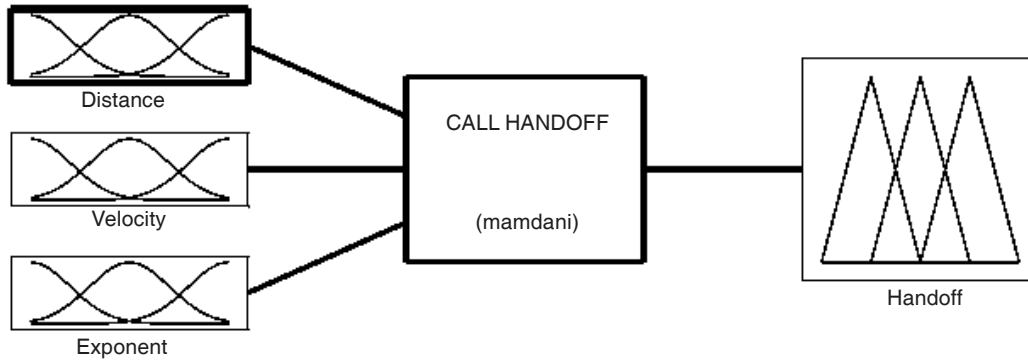 Distance
CALL HANDOFF
Velocity
(mamdani)
Handoff
Exponent